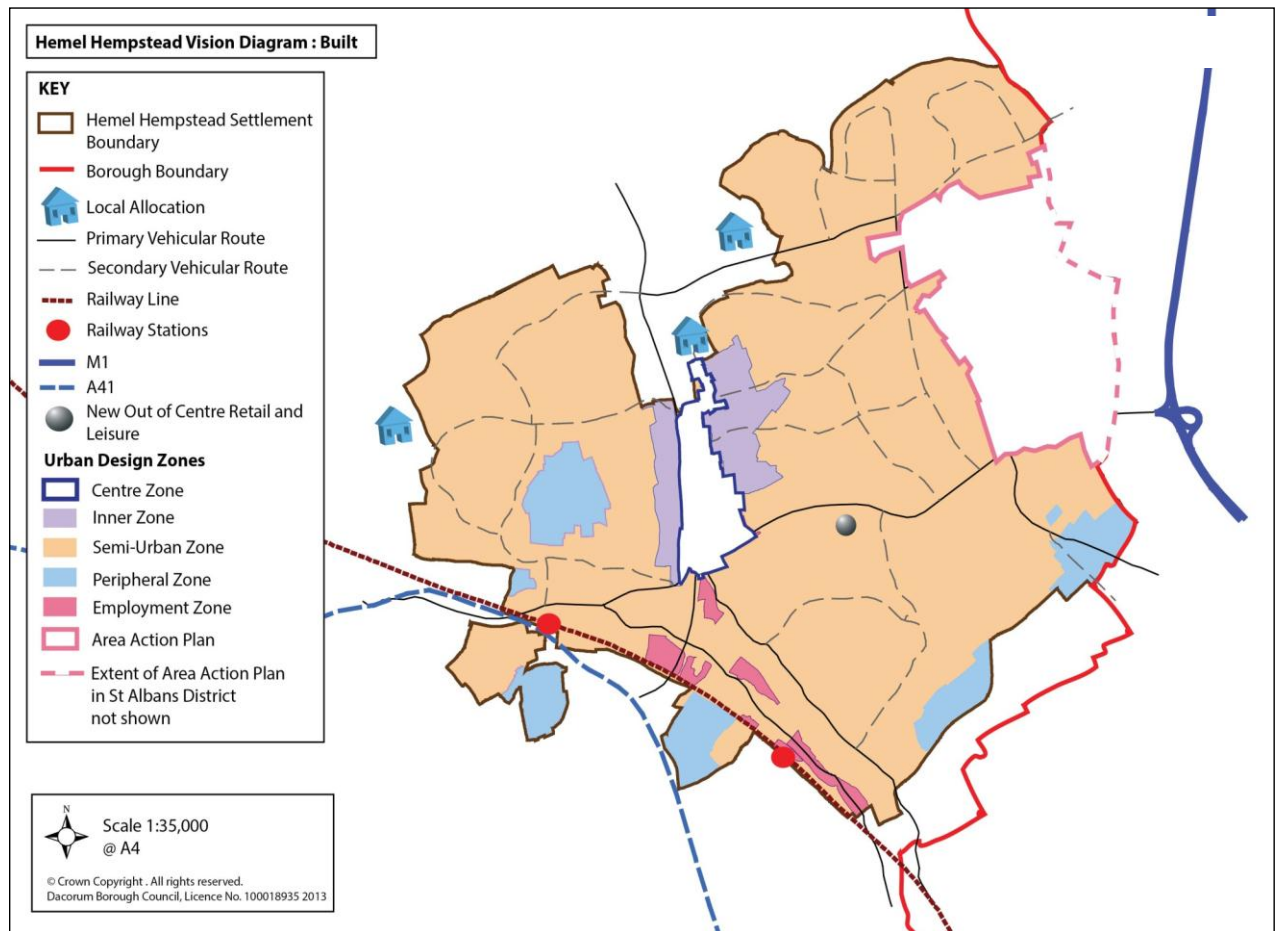 Hemel Hempstead Vision Diagram : Built
KEY
Hemel Hempstead Settlement
Boundary
Borough Boundary
Local Allocation
Primary Vehicular Route
Secondary Vehicular Route
Railway Line
Railway Stations
M1
A41
New Out of Centre Retail and
Leisure
Urban Design Zones
Centre Zone
Inner Zone
Semi-Urban Zone
Peripheral Zone
Employment Zone
Area Action Plan
Extent of Area Action Plan
in St Albans District
not shown
N
Scale 1:35,000
@ A4
© Crown Copyright . All rights reserved.
Dacorum Borough Council, Licence No. 100018935 2013